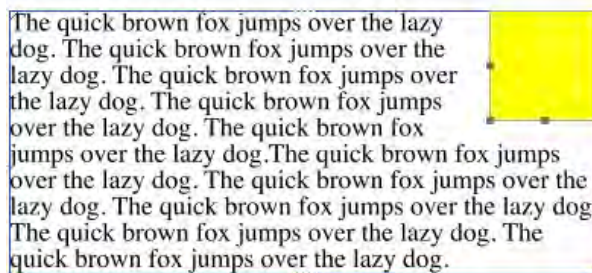 The quick brown fox jumps over the lazy
dog. The quick brown fox jumps over the
lazy dog. The quick brown fox jumps over
the lazy dog. The quick brown fox jumps
over the lazy dog. The quick brown fox
jumps over the lazy dog.The quick brown fox jumps
over the lazy dog. The quick brown fox jumps over the
lazy dog. The quick brown fox jumps over the lazy dog
The quick brown fox jumps over the lazy dog. The
quick brown fox jumps over the lazy dog.